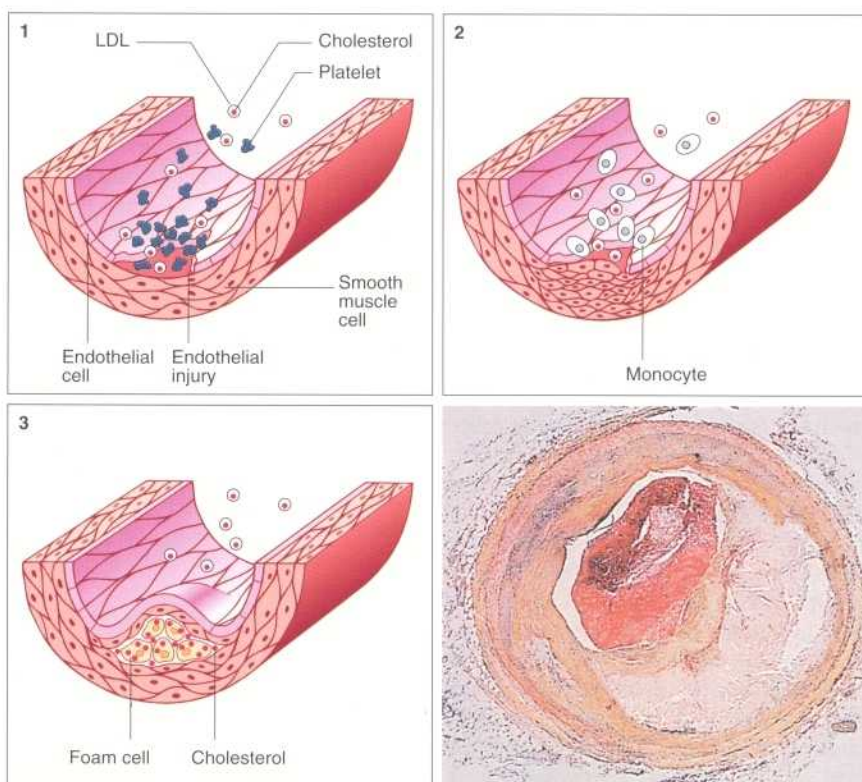 1
LDL
Cholesterol
Platelet
Smooth
muscle
cell
Endothelial
cell
Endothelial
injury
2
Monocyte
3
Foam cell
Cholesterol